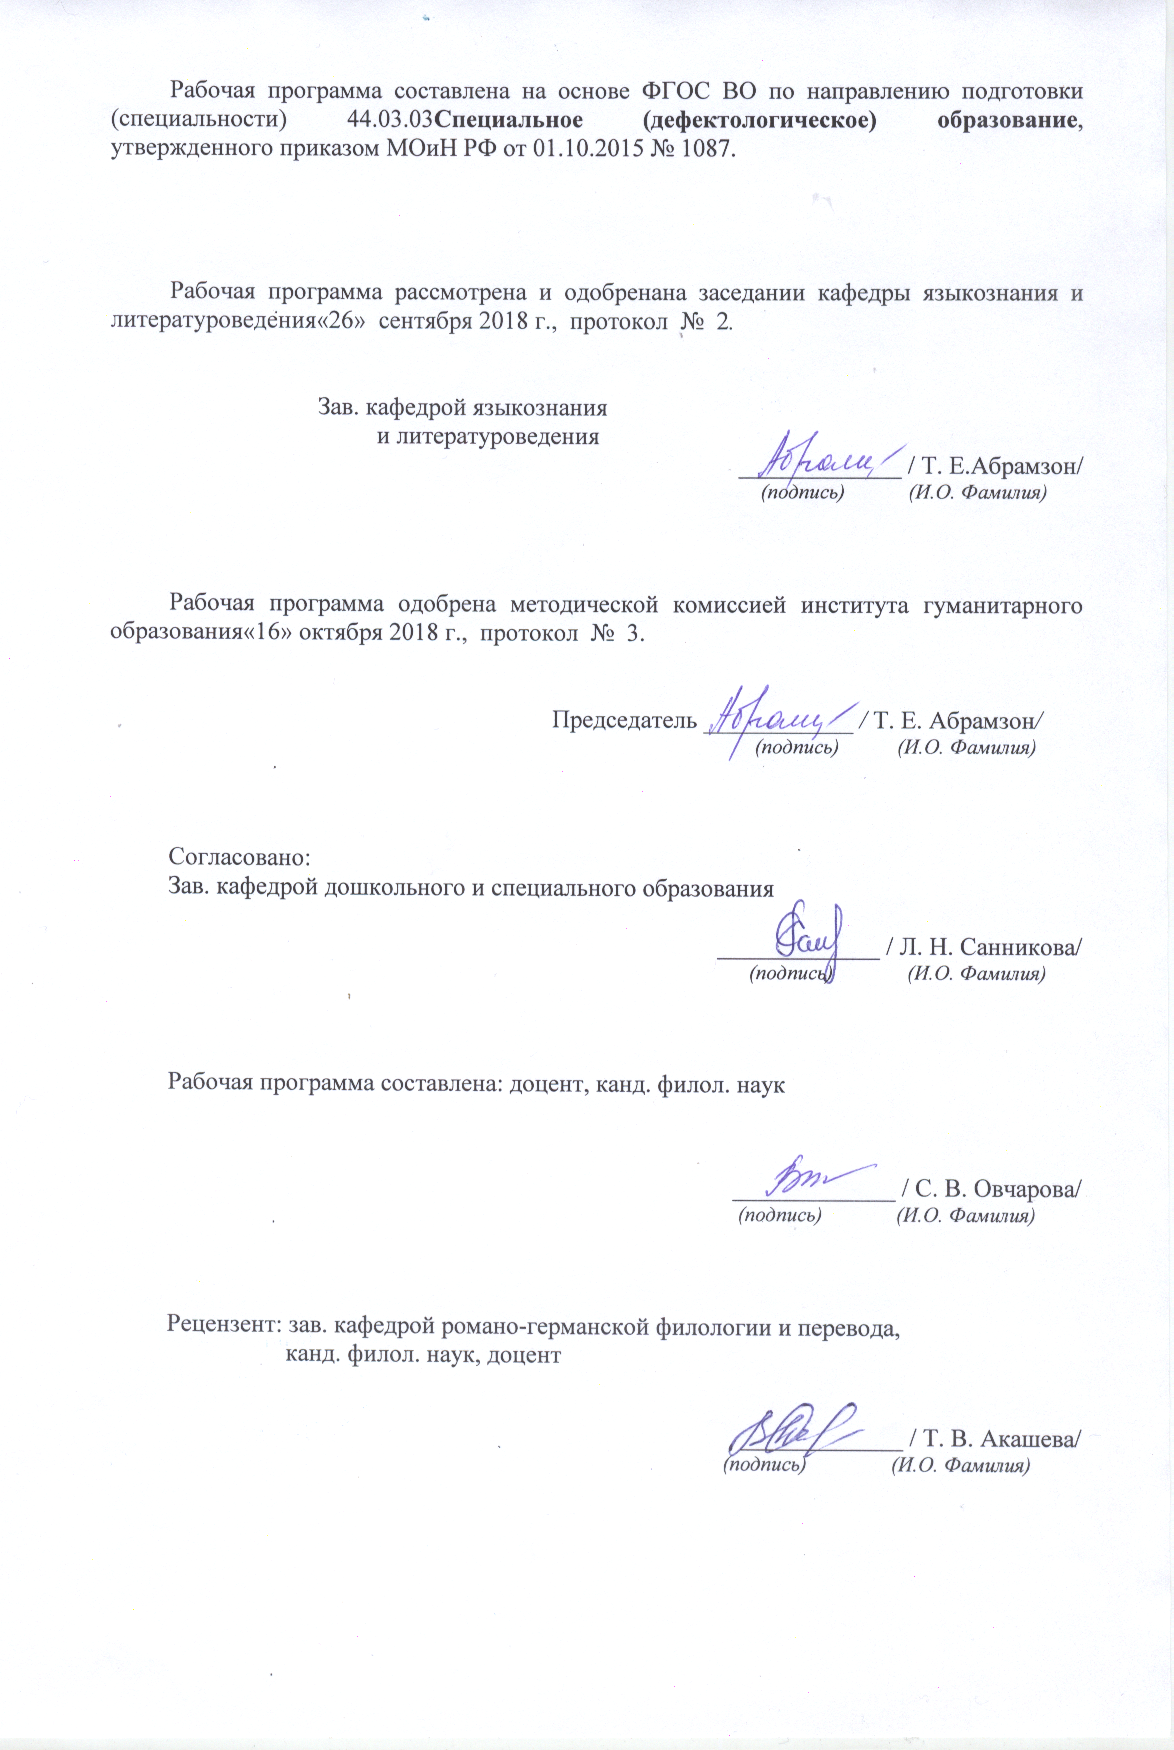 Рабочая программа составлена на основе ФГОС ВО по направлению подготовки
(специальности) 44.03.03Специальное (дефектологическое) образование,
утвержденного приказом МОиН РФ от 01.10.2015 № 1087.
Рабочая программа рассмотрена и одобренана заседании кафедры языкознания и
литературоведения«26» сентября 2018 г., протокол № 2.
Зав. кафедрой языкознания
и литературоведения
/ Т. Е.Абрамзон/
(подпись) (И.О. Фамилия)
Рабочая программа одобрена методической комиссией института гуманитарного
образования«16» октября 2018 г., протокол № 3.
Председатель / Т. Е. Абрамзон/
(подпись) (И.О. Фамилия)
Согласовано:
Зав. кафедрой дошкольного и специального образования
/ Л. Н. Санникова/
(подпись) (И.О. Фамилия)
Рабочая программа составлена: доцент, канд. филол. наук
/ С. В. Овчарова/
(подпись) (И.О. Фамилия)
Рецензент: зав. кафедрой романо-германской филологии и перевода,
канд. филол. наук, доцент
/ Т. В. Акашева/
(подпись) (И.О. Фамилия)